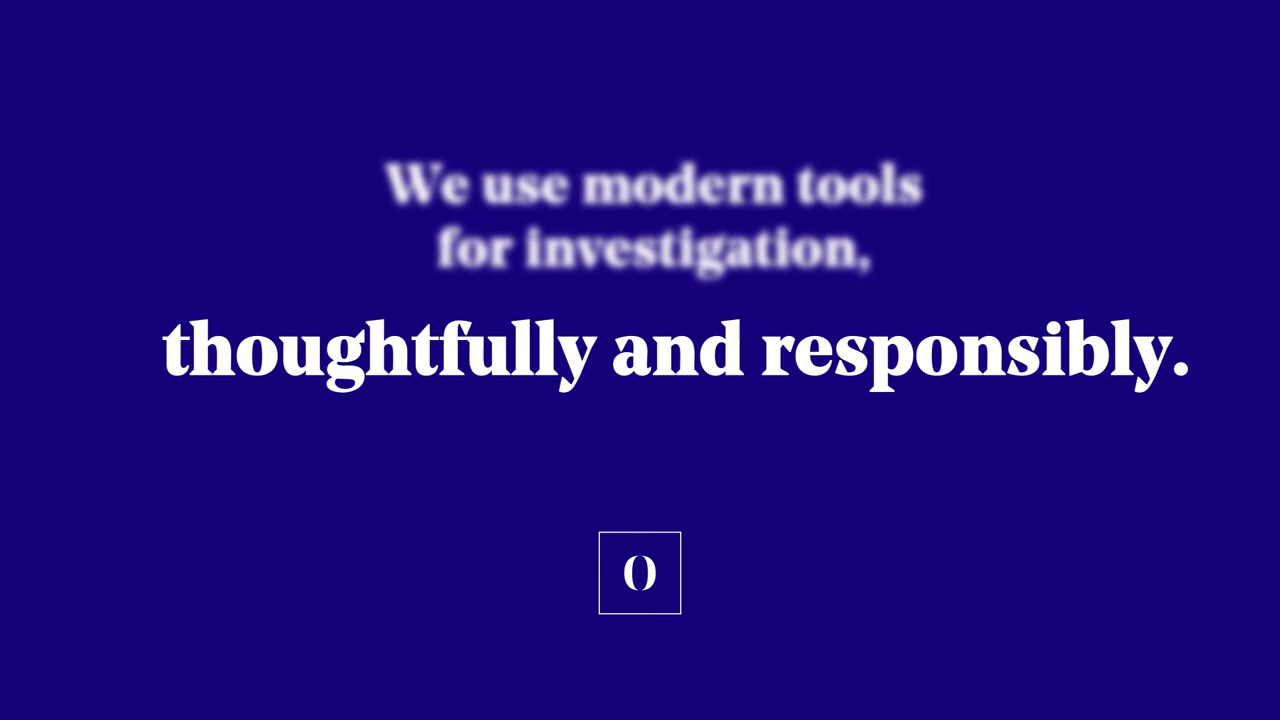 We use modern tools
for investigation,
thoughtfully and responsibly.
O